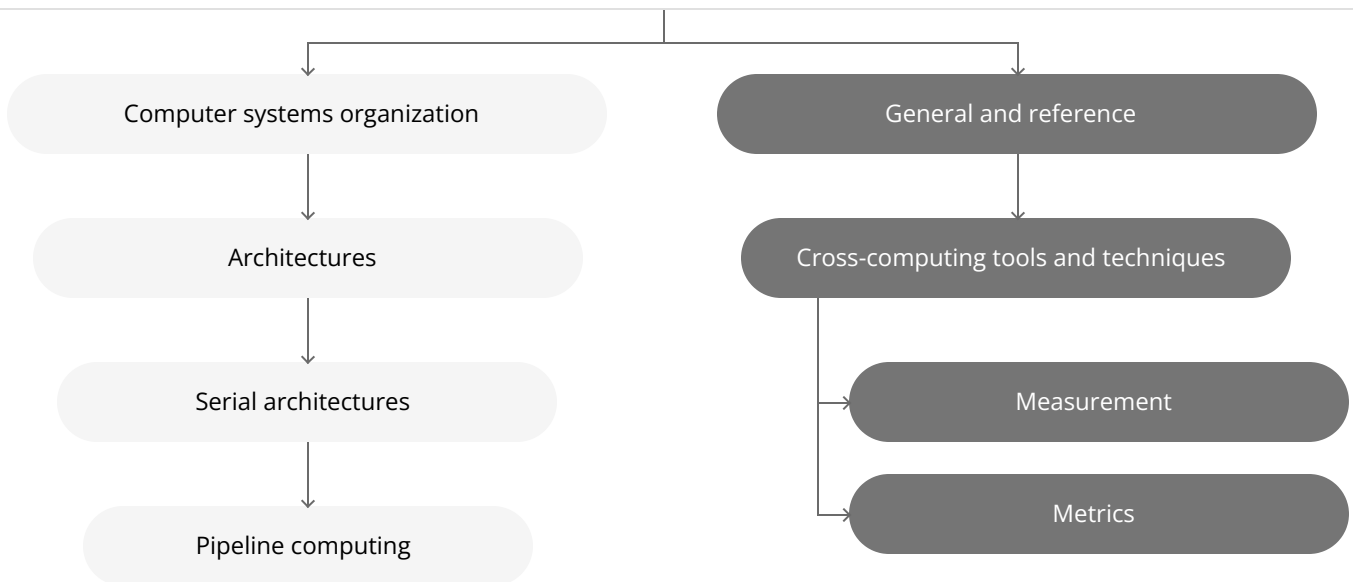 Computer systems organization
General and reference
Architectures
Cross-computing tools and techniques
Serial architectures
Measurement
Pipeline computing
Metrics